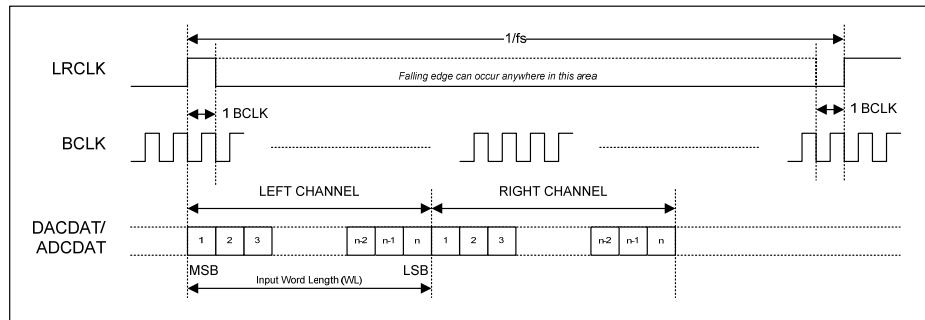 1/fs
LRCLK
Falling edge can occur anywhere in this area
1 BCLK
1 BCLK
BCLK
LEFT CHANNEL
RIGHT CHANNEL
DACDAT/
ADCDAT
1 2 3 n-2 n-1 n 1 2 3 n-2 n-1 n
MSB
LSB
Input Word Length (WL)